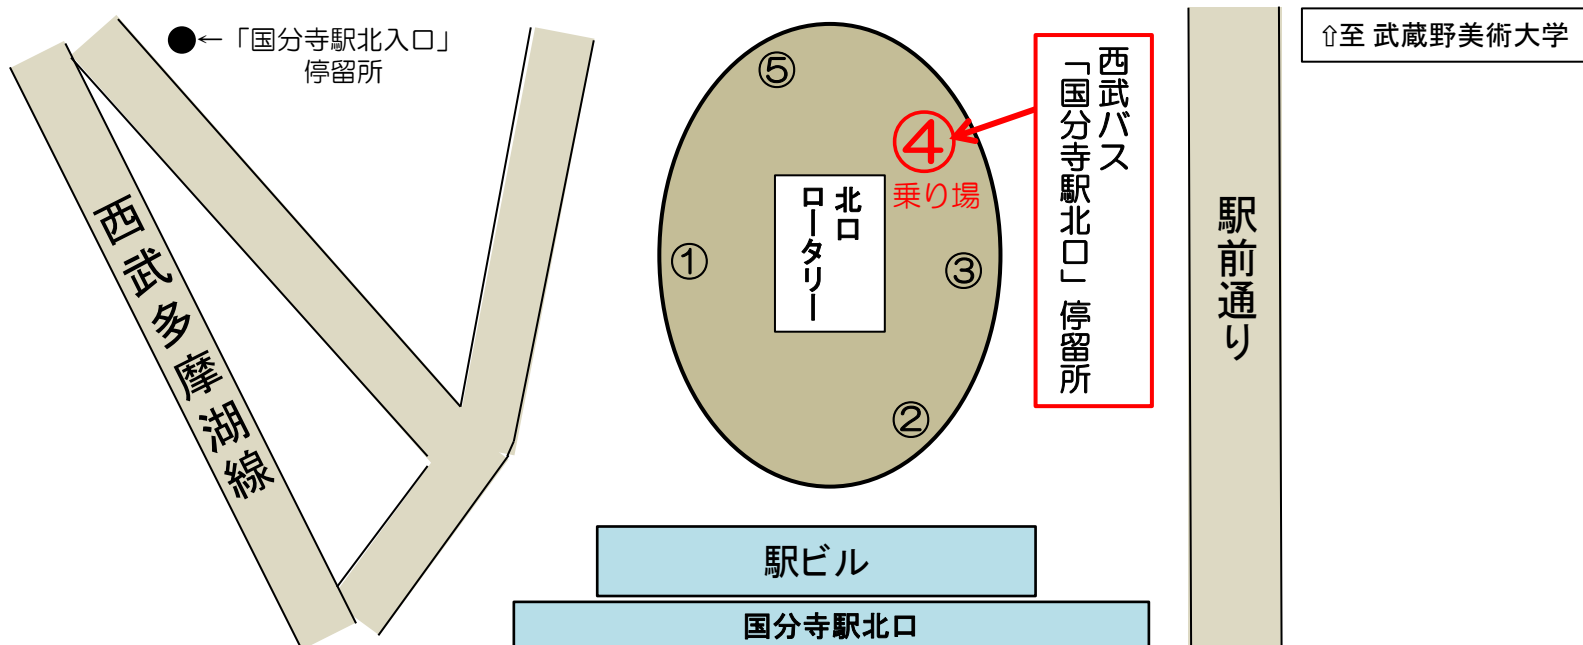 ●←「国分寺駅北入口」
停留所
⇧至 武蔵野美術大学
西武多摩湖線
⑤
④
乗り場
西武バス
「国分寺駅北口」停留所
北口
ロータリー
①
③
②
駅前通り
駅ビル
国分寺駅北口